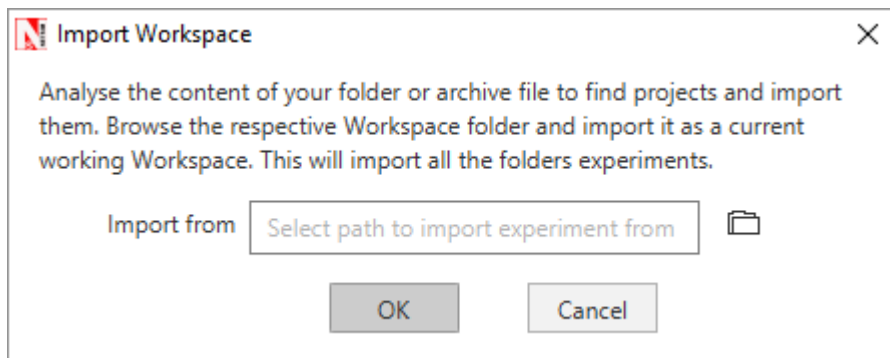 Import Workspace
Analyse the content of your folder or archive file to find projects and import
them. Browse the respective Workspace folder and import it as a current
working Workspace. This will import all the folders experiments.
Import from Select path to import experiment from
OK Cancel